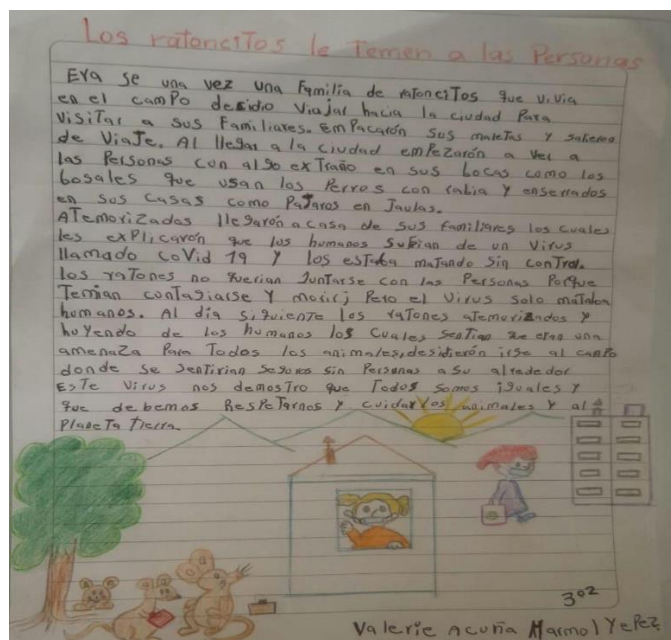 Los ratoncitos le Temen a las Personas
Era se una vez una Familia de ratoncitos que vivia
en el campo desidio viajar hacia la ciudad Para
visitar a sus Familiares. Empacarón sus maletas y salieron
de viaje. Al llegar a la ciudad empezarón a ver a
las Personas con algo extraño en sus bocas como los
bosales que usan los Perros con rabia y enserrados
en sus casas como Pajaros en Jaulas.
Atemorizados llegarón a casa de sus familiares los cuales
les explicarón que los humanos sufrian de un virus
llamado covid 19 y los estaba matando sin control.
los ratones no querian Juntarse con las Personas Porque
Temian contagiarse y morir; Pero el virus solo mataba
humanos. Al día siguiente los ratones atemorizados y
huyendo de los humanos los cuales sentian que eran una
amenaza Para Todos los animales, desidierón irse al campo
donde se sentirian seguros sin Personas a su alrededor
Este virus nos demostro que Todos somos iguales y
que debemos Respetarnos y cuidar los animales y al
Planeta tierra.
3°2
Valerie Acuña Marmol Yepez